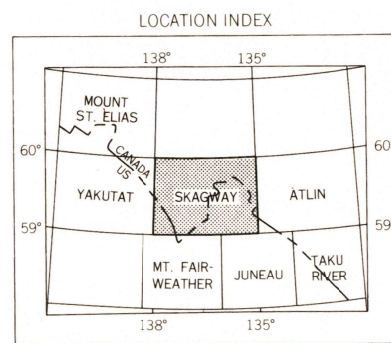 LOCATION INDEX
138° 135°
MOUNT
ST. ELIAS
60° 60°
CANADA
US
YAKUTAT SKAGWAY ATLIN
59° 59°
MT. FAIR-
WEATHER
JUNEAU
TAKU
RIVER
138° 135°